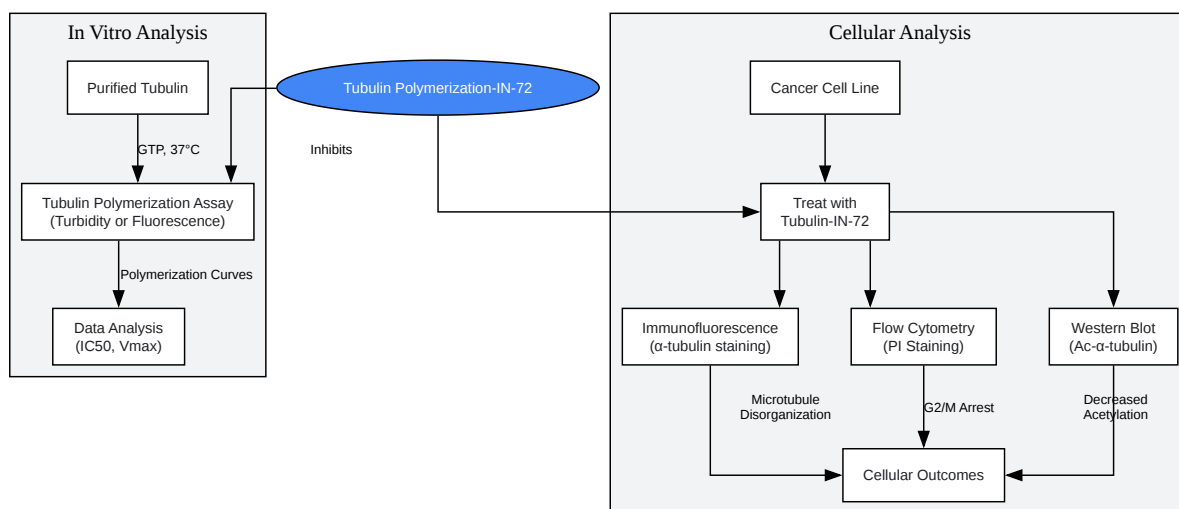 In Vitro Analysis
Purified Tubulin
GTP, 37°C
Tubulin Polymerization Assay
(Turbidity or Fluorescence)
Polymerization Curves
Data Analysis
(IC50, Vmax)
Tubulin Polymerization-IN-72
Inhibits
Cellular Analysis
Cancer Cell Line
Treat with
Tubulin-IN-72
Immunofluorescence
(α-tubulin staining)
Flow Cytometry
(PI Staining)
Western Blot
(Ac-α-tubulin)
Microtubule
Disorganization
G2/M Arrest
Decreased
Acetylation
Cellular Outcomes